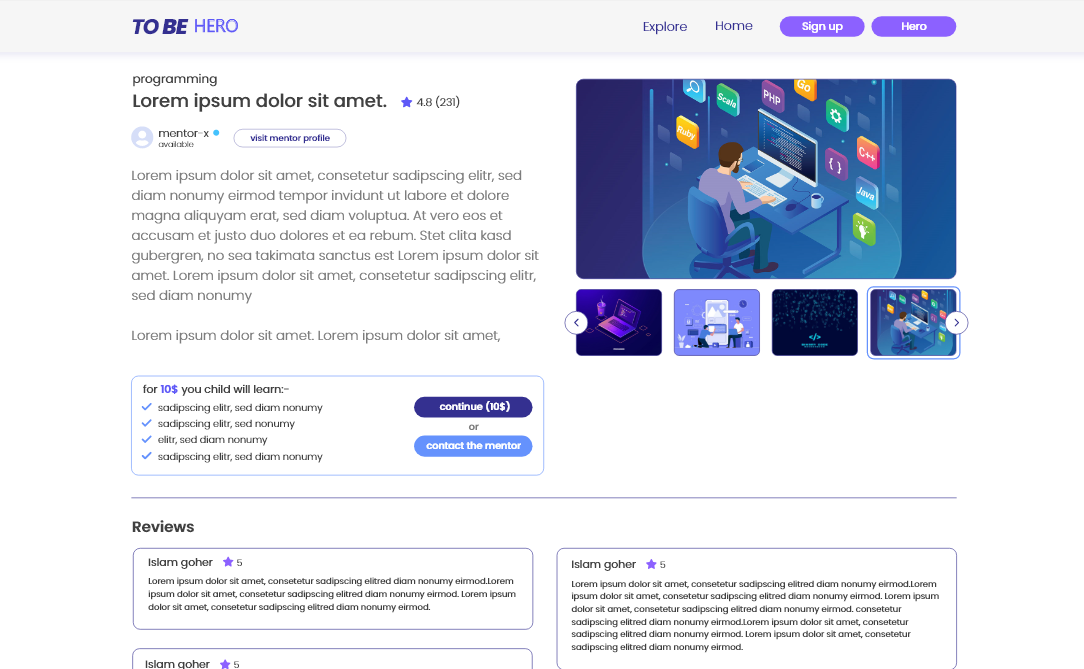 TO BE HERO
Explore
Home
Sign up
Hero
programming
Lorem ipsum dolor sit amet.
4.8 (231)
mentor-x
available
visit mentor profile
Lorem ipsum dolor sit amet, consetetur sadipscing elitr, sed
diam nonumy eirmod tempor invidunt ut labore et dolore
magna aliquyam erat, sed diam voluptua. At vero eos et
accusam et justo duo dolores et ea rebum. Stet clita kasd
gubergren, no sea takimata sanctus est Lorem ipsum dolor sit
amet. Lorem ipsum dolor sit amet, consetetur sadipscing elitr,
sed diam nonumy
Lorem ipsum dolor sit amet. Lorem ipsum dolor sit amet,
Scala
PHP
Go
Ruby
C++
{ }
Java
for 10$ you child will learn:-
sadipscing elitr, sed diam nonumy
sadipscing elitr, sed nonumy
elitr, sed diam nonumy
sadipscing elitr, sed diam nonumy
continue (10$)
or
contact the mentor
Reviews
Islam goher
5
Lorem ipsum dolor sit amet, consetetur sadipscing elitred diam nonumy eirmod.Lorem
ipsum dolor sit amet, consetetur sadipscing elitred diam nonumy eirmod. Lorem ipsum
dolor sit amet, consetetur sadipscing elitred diam nonumy eirmod.
Islam goher
5
Lorem ipsum dolor sit amet, consetetur sadipscing elitred diam nonumy eirmod.Lorem
ipsum dolor sit amet, consetetur sadipscing elitred diam nonumy eirmod. Lorem ipsum
dolor sit amet, consetetur sadipscing elitred diam nonumy eirmod. consetetur
sadipscing elitred diam nonumy eirmod.Lorem ipsum dolor sit amet, consetetur
sadipscing elitred diam nonumy eirmod. Lorem ipsum dolor sit amet, consetetur
sadipscing elitred diam nonumy eirmod.
Islam goher
5